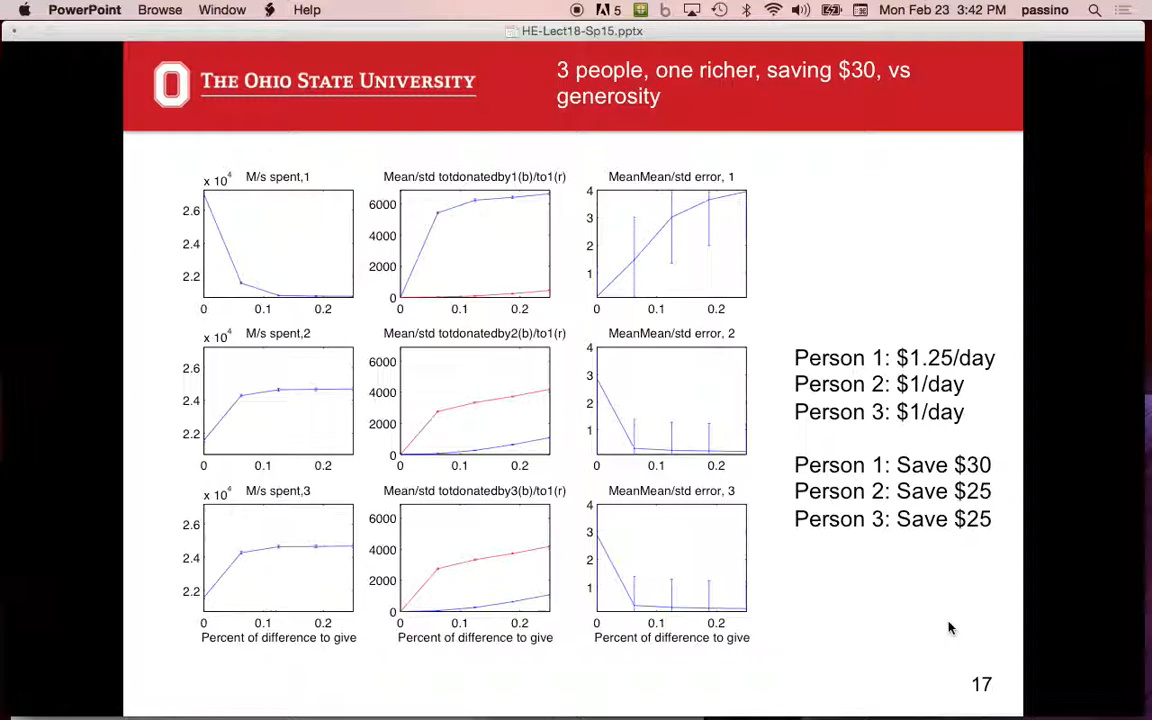 PowerPoint Browse Window Help 5 Mon Feb 23 3:42 PM passino
HE-Lect18-Sp15.pptx
THE OHIO STATE UNIVERSITY
3 people, one richer, saving $30, vs
generosity
x 10^4 M/s spent,1
2.6
2.4
2.2
0 0.1 0.2
Mean/std totdonatedby1(b)/to1(r)
6000
4000
2000
0
0 0.1 0.2
MeanMean/std error, 1
4
3
2
1
0 0.1 0.2
x 10^4 M/s spent,2
2.6
2.4
2.2
0 0.1 0.2
Mean/std totdonatedby2(b)/to1(r)
6000
4000
2000
0
0 0.1 0.2
MeanMean/std error, 2
4
3
2
1
0 0.1 0.2
x 10^4 M/s spent,3
2.6
2.4
2.2
0 0.1 0.2
Percent of difference to give
Mean/std totdonatedby3(b)/to1(r)
6000
4000
2000
0
0 0.1 0.2
Percent of difference to give
MeanMean/std error, 3
4
3
2
1
0 0.1 0.2
Percent of difference to give
Person 1: $1.25/day
Person 2: $1/day
Person 3: $1/day
Person 1: Save $30
Person 2: Save $25
Person 3: Save $25
17